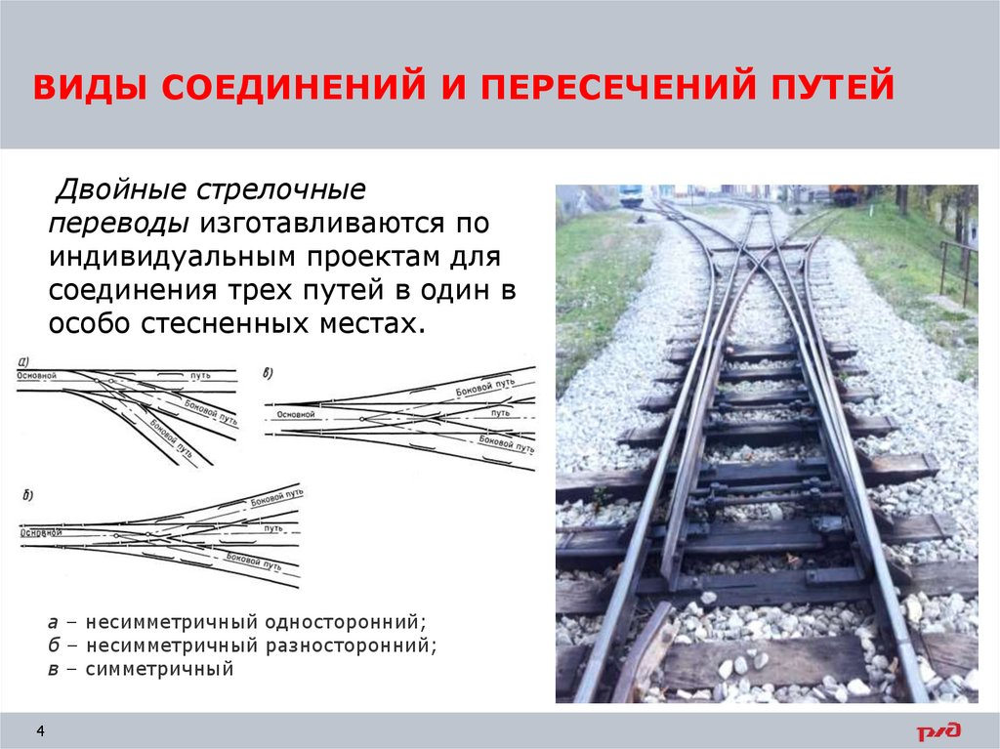 ВИДЫ СОЕДИНЕНИЙ И ПЕРЕСЕЧЕНИЙ ПУТЕЙ
Двойные стрелочные
переводы изготавливаются по
индивидуальным проектам для
соединения трех путей в один в
особо стесненных местах.
а)
Основной путь
Боковой путь
Боковой путь
в)
Боковой путь
Основной путь
Боковой путь
б)
Боковой путь
Основной путь
Боковой путь
а – несимметричный односторонний;
б – несимметричный разносторонний;
в – симметричный
4
ржд